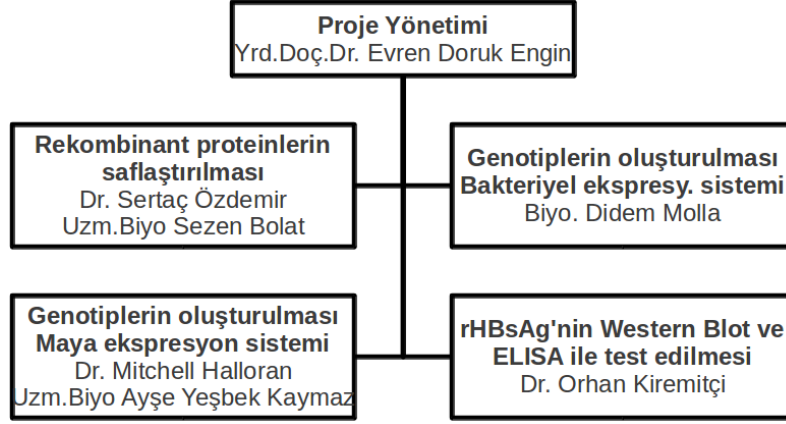 Proje Yönetimi
Yrd.Doç.Dr. Evren Doruk Engin
Rekombinant proteinlerin
saflaştırılması
Dr. Sertaç Özdemir
Uzm.Biyo Sezen Bolat
Genotiplerin oluşturulması
Bakteriyel ekspresy. sistemi
Biyo. Didem Molla
Genotiplerin oluşturulması
Maya ekspresyon sistemi
Dr. Mitchell Halloran
Uzm.Biyo Ayşe Yeşbek Kaymaz
rHBsAg'nin Western Blot ve
ELISA ile test edilmesi
Dr. Orhan Kiremitçi